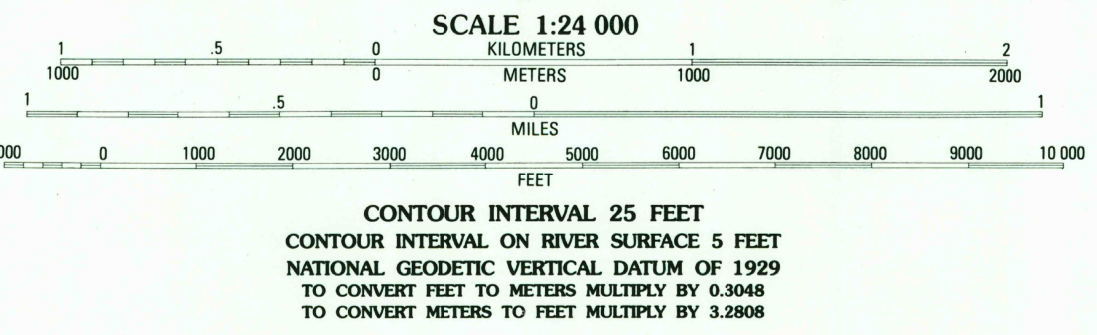 SCALE 1:24 000
1 .5 0 KILOMETERS 1 2
1000 0 METERS 1000 2000
1 .5 0 1
MILES
000 0 1000 2000 3000 4000 5000 6000 7000 8000 9000 10 000
FEET
CONTOUR INTERVAL 25 FEET
CONTOUR INTERVAL ON RIVER SURFACE 5 FEET
NATIONAL GEODETIC VERTICAL DATUM OF 1929
TO CONVERT FEET TO METERS MULTIPLY BY 0.3048
TO CONVERT METERS TO FEET MULTIPLY BY 3.2808